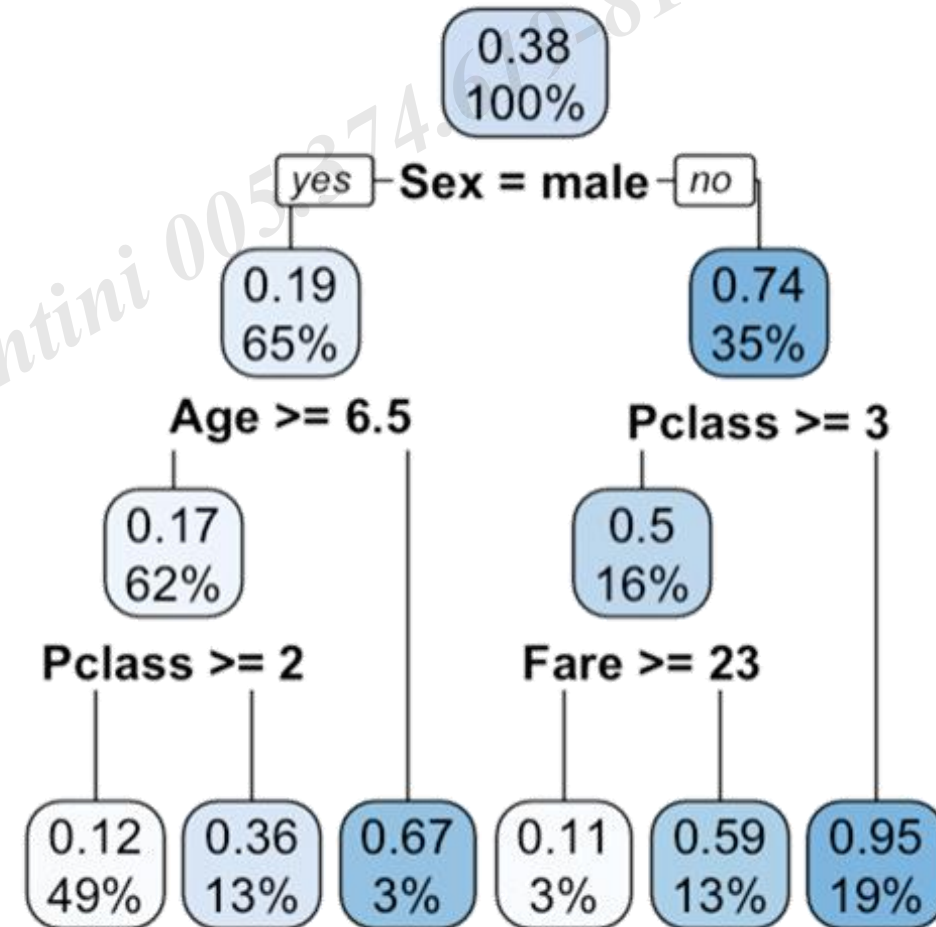 0.38
100%
yes Sex = male no
0.19 0.74
65% 35%
Age >= 6.5 Pclass >= 3
0.17 0.5
62% 16%
Pclass >= 2 Fare >= 23
0.12 0.36 0.67 0.11 0.59 0.95
49% 13% 3% 3% 13% 19%